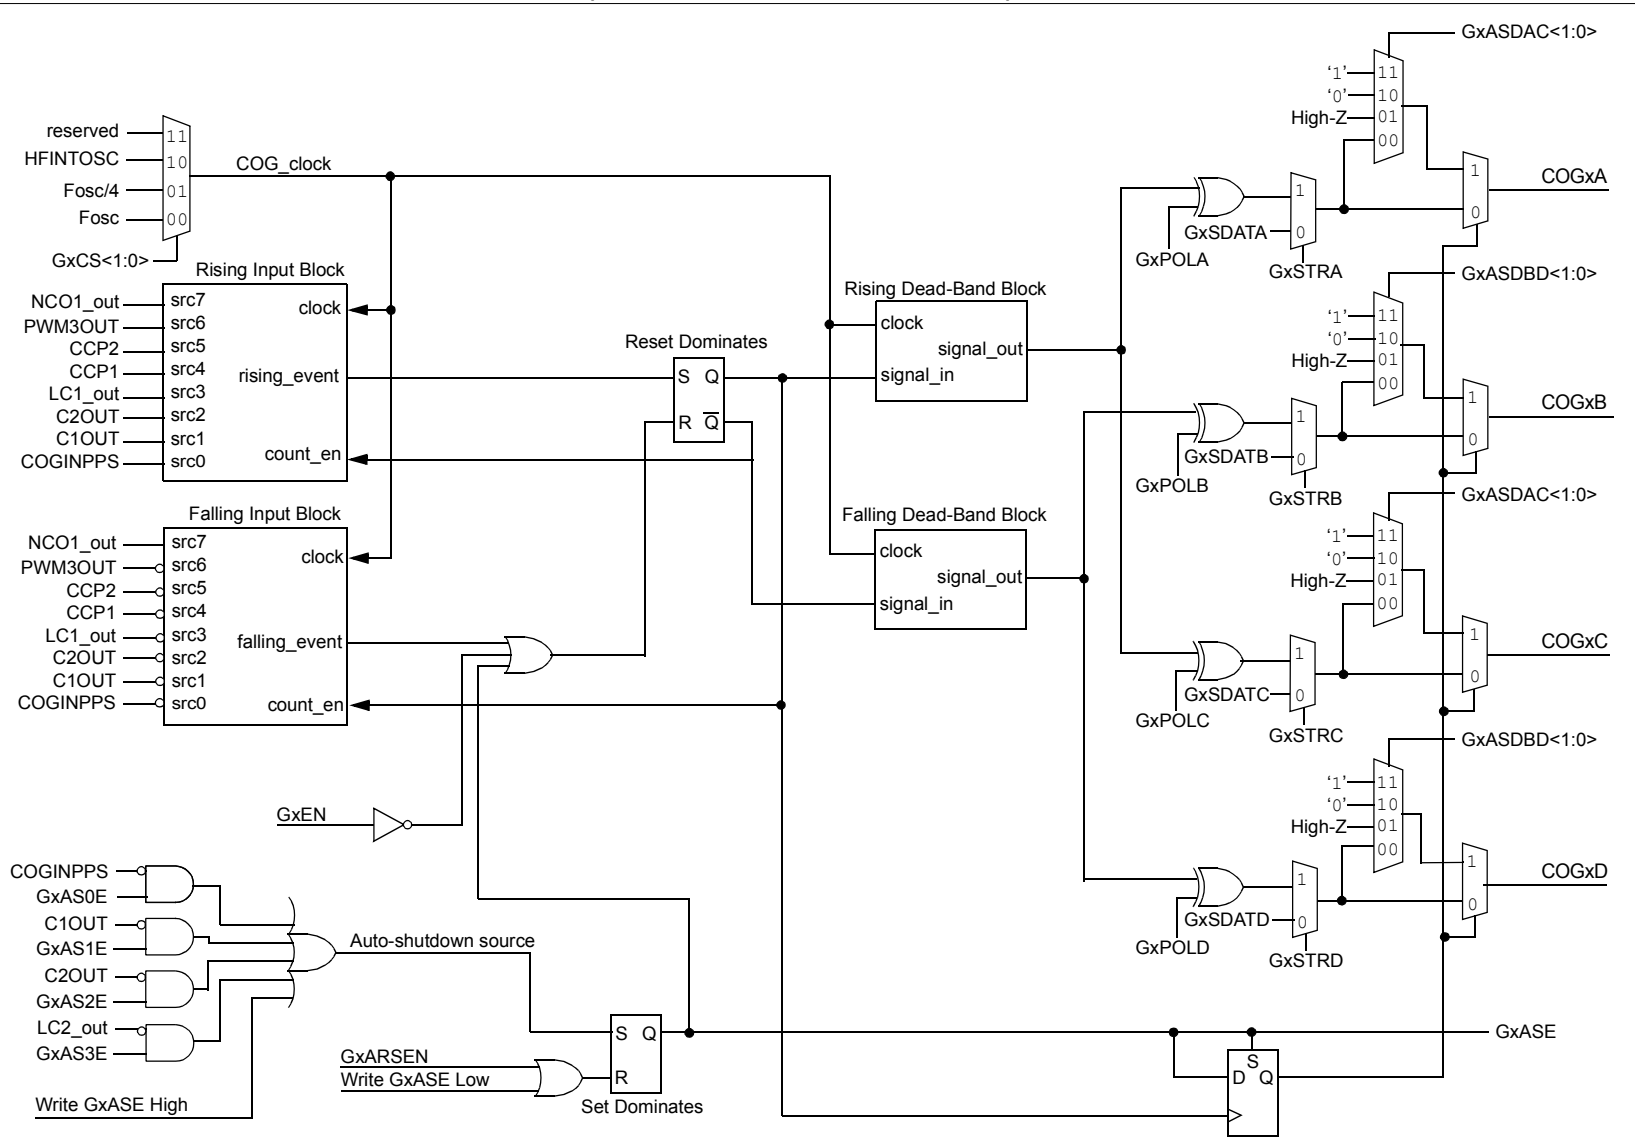 GxASDAC<1:0>
'1'
11
'0'
10
High-Z
01
00
1
0
COGxA
1
0
GxSDATA
GxPOLA
GxSTRA
reserved
11
HFINTOSC
10
Fosc/4
01
Fosc
00
GxCS<1:0>
COG_clock
Rising Input Block
NCO1_out
src7
PWM3OUT
src6
CCP2
src5
CCP1
src4
LC1_out
src3
C2OUT
src2
C1OUT
src1
COGINPPS
src0
clock
rising_event
count_en
Reset Dominates
S Q
R Q
Rising Dead-Band Block
clock
signal_out
signal_in
GxASDBD<1:0>
'1'
11
'0'
10
High-Z
01
00
1
0
COGxB
1
0
GxSDATB
GxPOLB
GxSTRB
Falling Input Block
NCO1_out
src7
PWM3OUT
src6
CCP2
src5
CCP1
src4
LC1_out
src3
C2OUT
src2
C1OUT
src1
COGINPPS
src0
clock
falling_event
count_en
Falling Dead-Band Block
clock
signal_out
signal_in
GxASDAC<1:0>
'1'
11
'0'
10
High-Z
01
00
1
0
COGxC
1
0
GxSDATC
GxPOLC
GxSTRC
GxEN
GxASDBD<1:0>
'1'
11
'0'
10
High-Z
01
00
1
0
COGxD
1
0
GxSDATD
GxPOLD
GxSTRD
COGINPPS
GxAS0E
C1OUT
GxAS1E
C2OUT
GxAS2E
LC2_out
GxAS3E
Write GxASE High
Auto-shutdown source
GxARSEN
Write GxASE Low
S Q
R
Set Dominates
GxASE
S
D Q